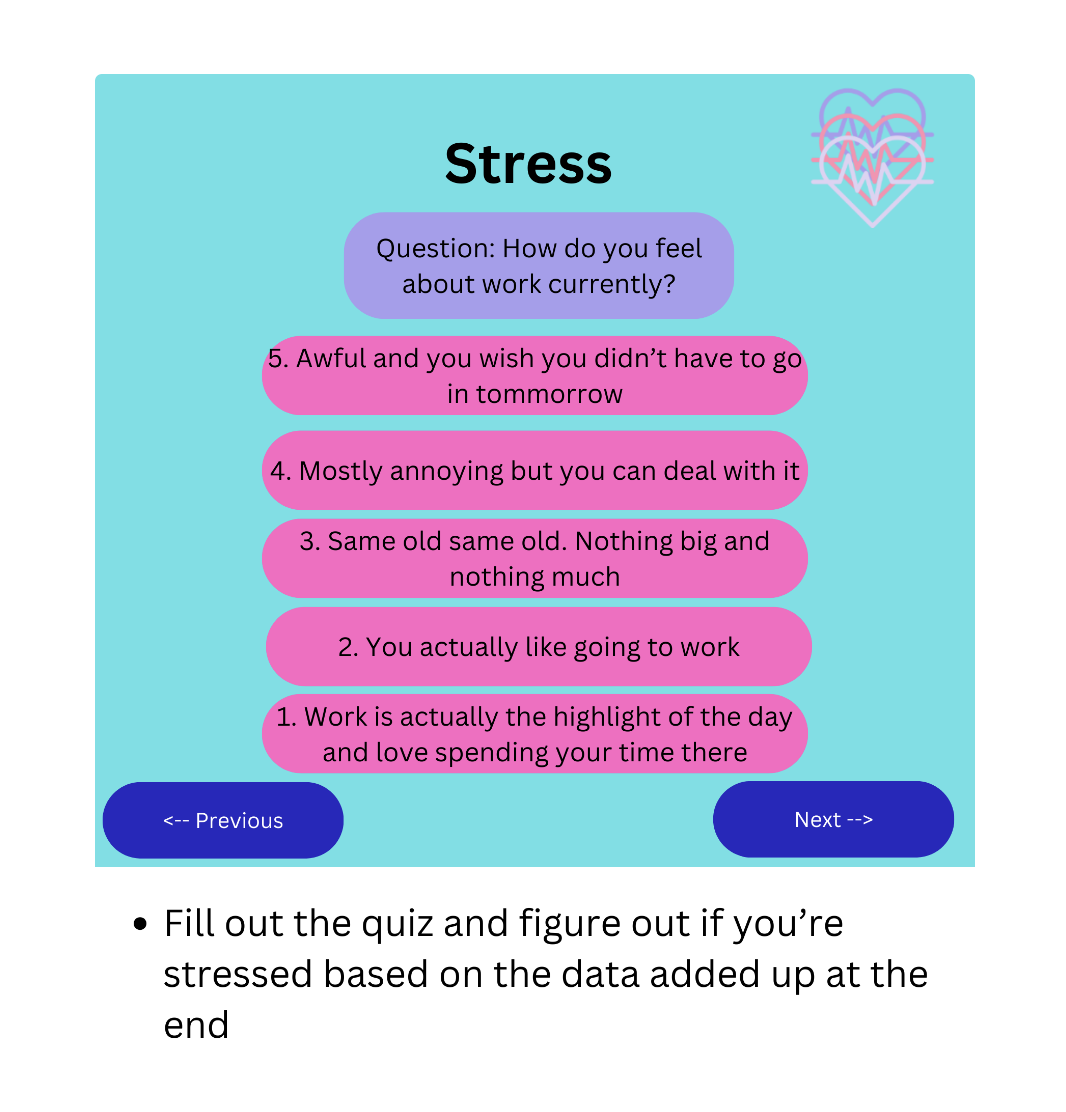 Stress
Question: How do you feel
about work currently?
5. Awful and you wish you didn’t have to go
in tommorrow
4. Mostly annoying but you can deal with it
3. Same old same old. Nothing big and
nothing much
2. You actually like going to work
1. Work is actually the highlight of the day
and love spending your time there
<-- Previous
Next -->
• Fill out the quiz and figure out if you’re
stressed based on the data added up at the
end